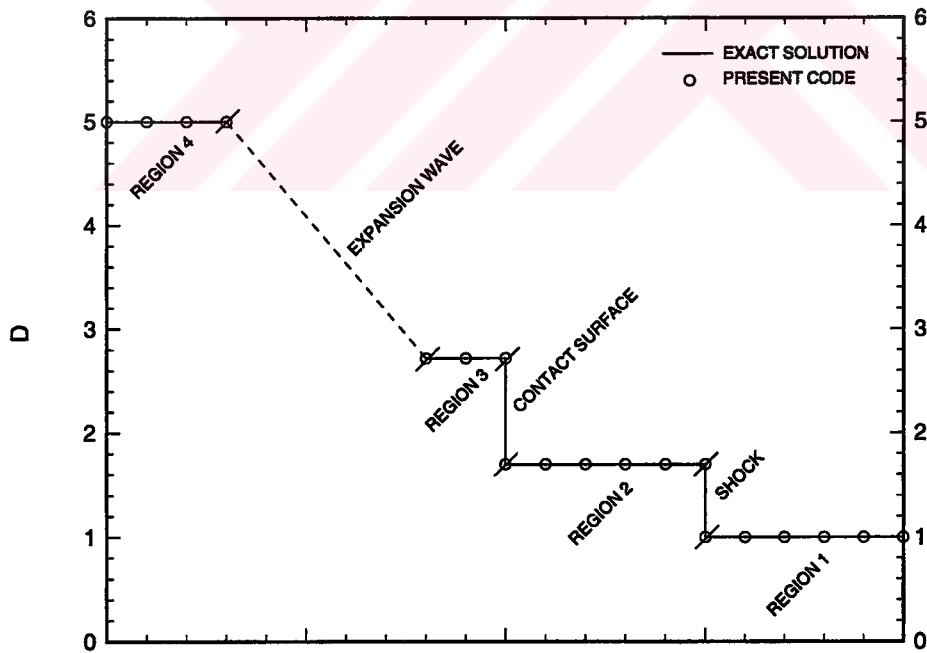 6
6
EXACT SOLUTION
PRESENT CODE
5
5
REGION 4
EXPANSION WAVE
4
4
D
3
3
CONTACT SURFACE
REGION 3
2
2
SHOCK
REGION 2
1
1
REGION 1
0
0